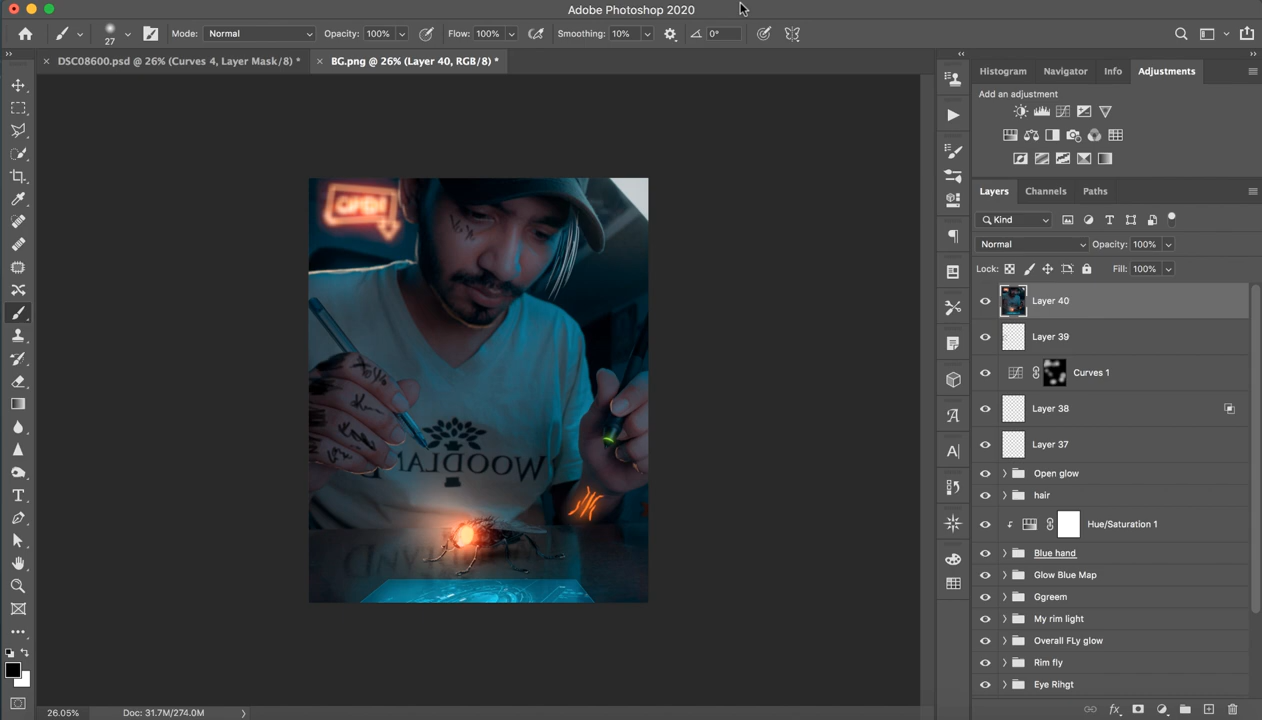 Adobe Photoshop 2020
27
Mode: Normal
Opacity: 100%
Flow: 100%
Smoothing: 10%
0°
DSC08600.psd @ 26% (Curves 4, Layer Mask/8) *
BG.png @ 26% (Layer 40, RGB/8) *
Histogram
Navigator
Info
Adjustments
Add an adjustment
Layers
Channels
Paths
Kind
Normal
Opacity: 100%
Lock:
Fill: 100%
Layer 40
Layer 39
Curves 1
Layer 38
Layer 37
Open glow
hair
Hue/Saturation 1
Blue hand
Glow Blue Map
Ggreem
My rim light
Overall FLy glow
Rim fly
Eye Rihgt
OPEN
WOODLAND
26.05%
Doc: 31.7M/274.0M